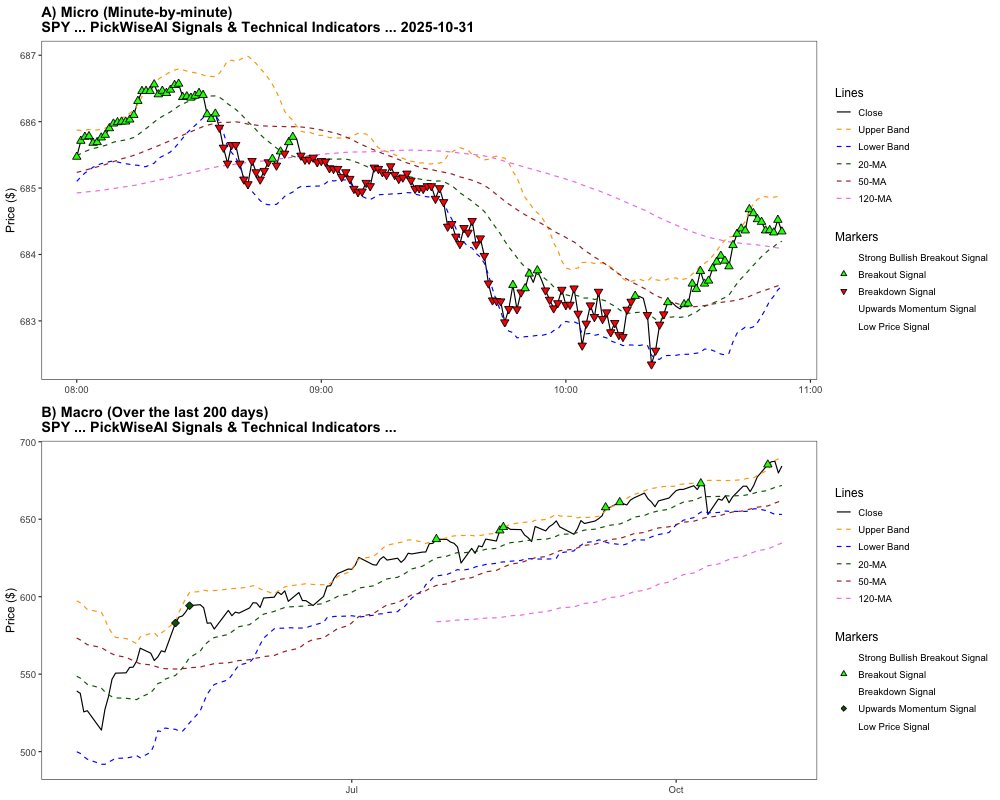 A) Micro (Minute-by-minute)
SPY ... PickWiseAI Signals & Technical Indicators ... 2025-10-31
687
686
685
684
683
Price ($)
08:00
09:00
10:00
11:00
Lines
Close
Upper Band
Lower Band
20-MA
50-MA
120-MA
Markers
Strong Bullish Breakout Signal
Breakout Signal
Breakdown Signal
Upwards Momentum Signal
Low Price Signal
B) Macro (Over the last 200 days)
SPY ... PickWiseAI Signals & Technical Indicators ...
700
650
600
550
500
Price ($)
Jul
Oct
Lines
Close
Upper Band
Lower Band
20-MA
50-MA
120-MA
Markers
Strong Bullish Breakout Signal
Breakout Signal
Breakdown Signal
Upwards Momentum Signal
Low Price Signal